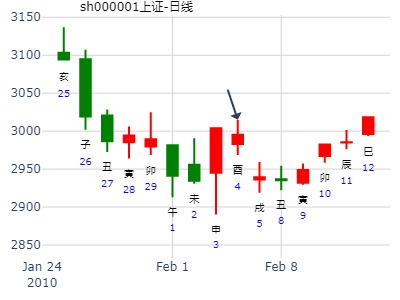 sh000001上证-日线
3150
3100
3050
3000
2950
2900
2850
亥
25
子
26
丑
27
寅
28
卯
29
午
1
未
2
申
3
酉
4
戌
5
丑
8
寅
9
卯
10
辰
11
巳
12
Jan 24
2010
Feb 1
Feb 8